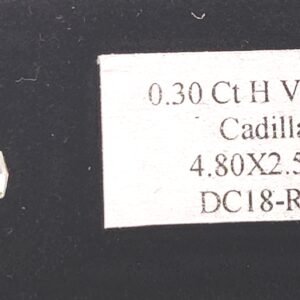 0.30 Ct H V
Cadilla
4.80X2.5
DC18-R